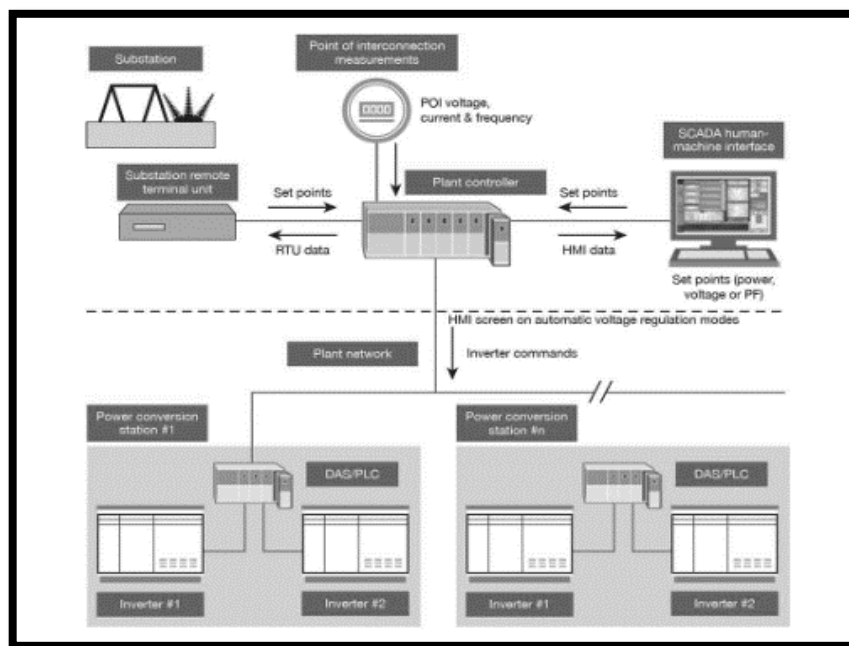 Substation
Point of interconnection
measurements
POI voltage,
current & frequency
SCADA human-
machine interface
Substation remote
terminal unit
Set points
Plant controller
Set points
RTU data
HMI data
Set points (power,
voltage or PF)
HMI screen on automatic voltage regulation modes
Plant network
Inverter commands
Power conversion
station #1
Power conversion
station #n
DAS/PLC
DAS/PLC
Inverter #1
Inverter #2
Inverter #1
Inverter #2